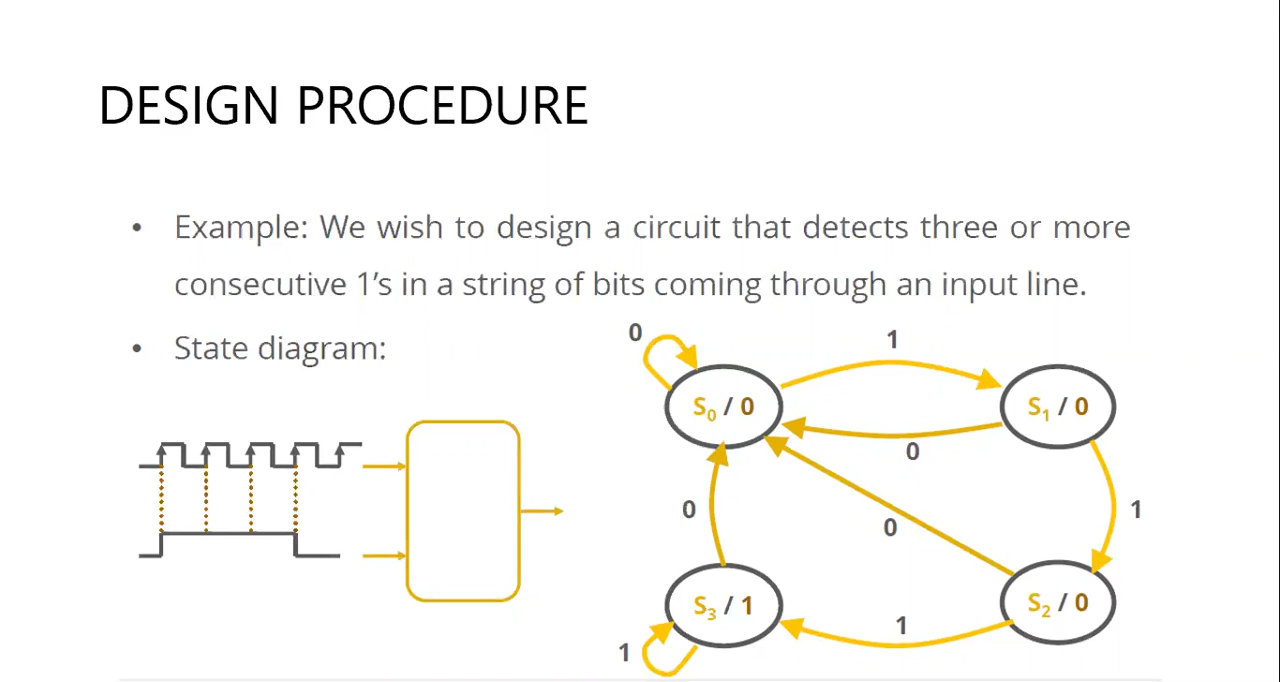 DESIGN PROCEDURE
• Example: We wish to design a circuit that detects three or more
consecutive 1’s in a string of bits coming through an input line.
• State diagram:
0
1
S₀ / 0
S₁ / 0
0
0
1
0
S₃ / 1
S₂ / 0
1
1